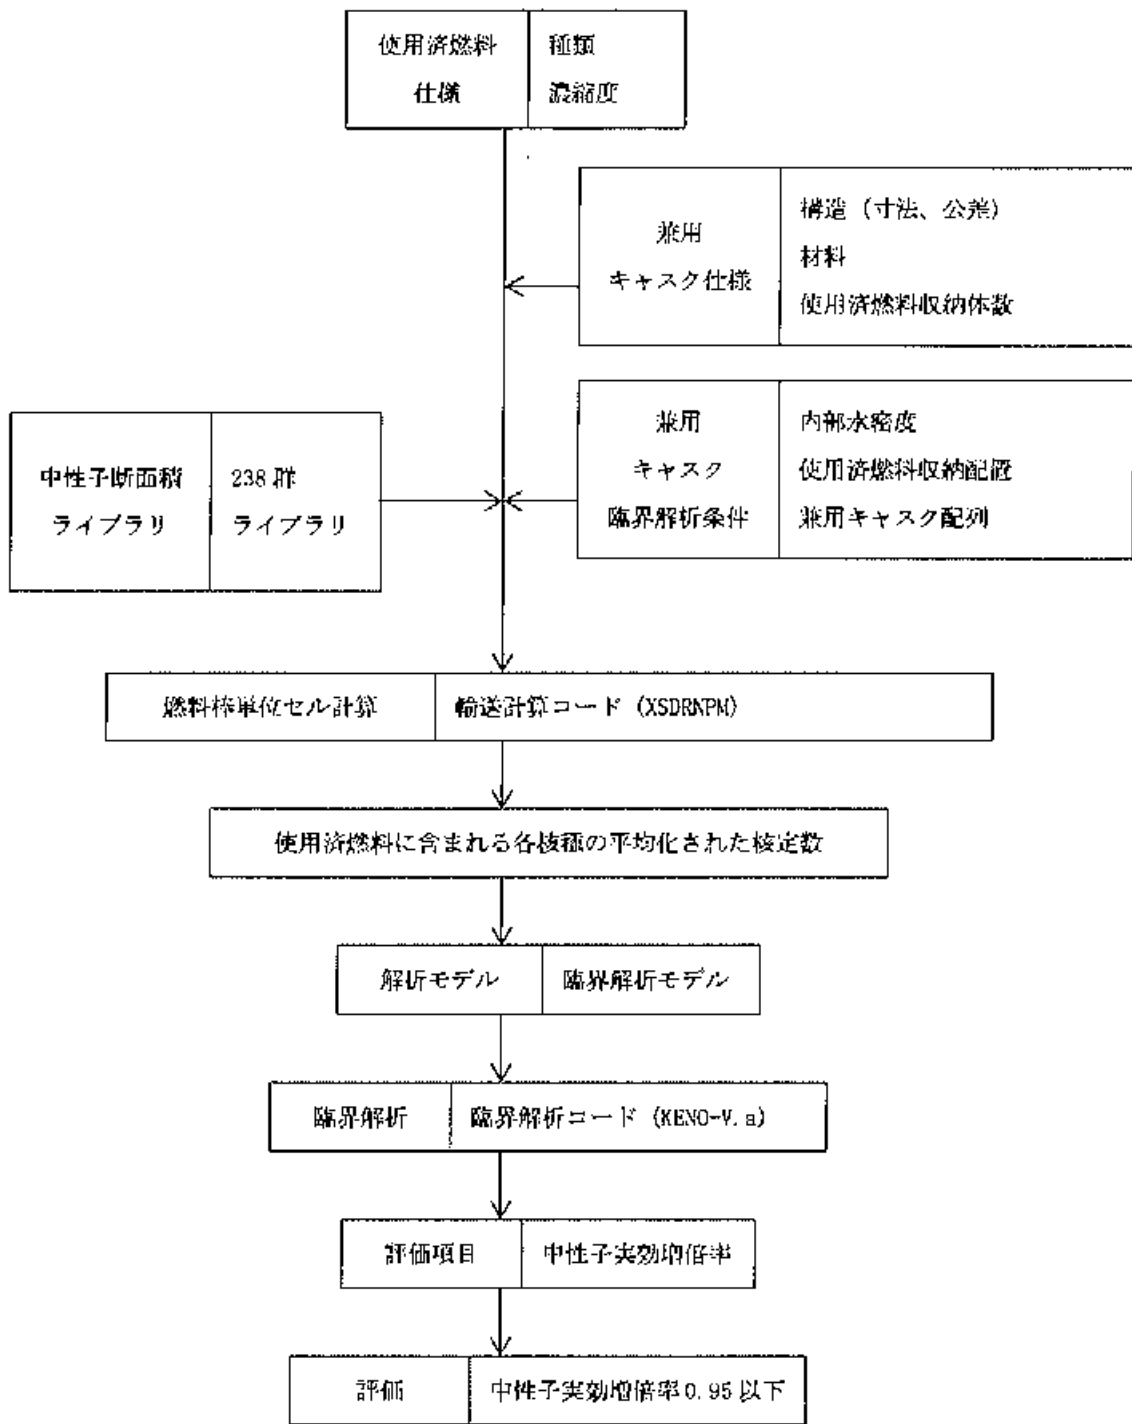 使用済燃料
仕様
種類
濃縮度
兼用
キャスク仕様
構造（寸法、公差）
材料
使用済燃料収納体数
中性子断面積
ライブラリ
238 群
ライブラリ
兼用
キャスク
臨界解析条件
内部水密度
使用済燃料収納配置
兼用キャスク配列
燃料棒単位セル計算
輸送計算コード（XSDRNPM）
使用済燃料に含まれる各核種の平均化された核定数
解析モデル
臨界解析モデル
臨界解析
臨界解析コード（KENO-V.a）
評価項目
中性子実効増倍率
評価
中性子実効増倍率 0.95 以下